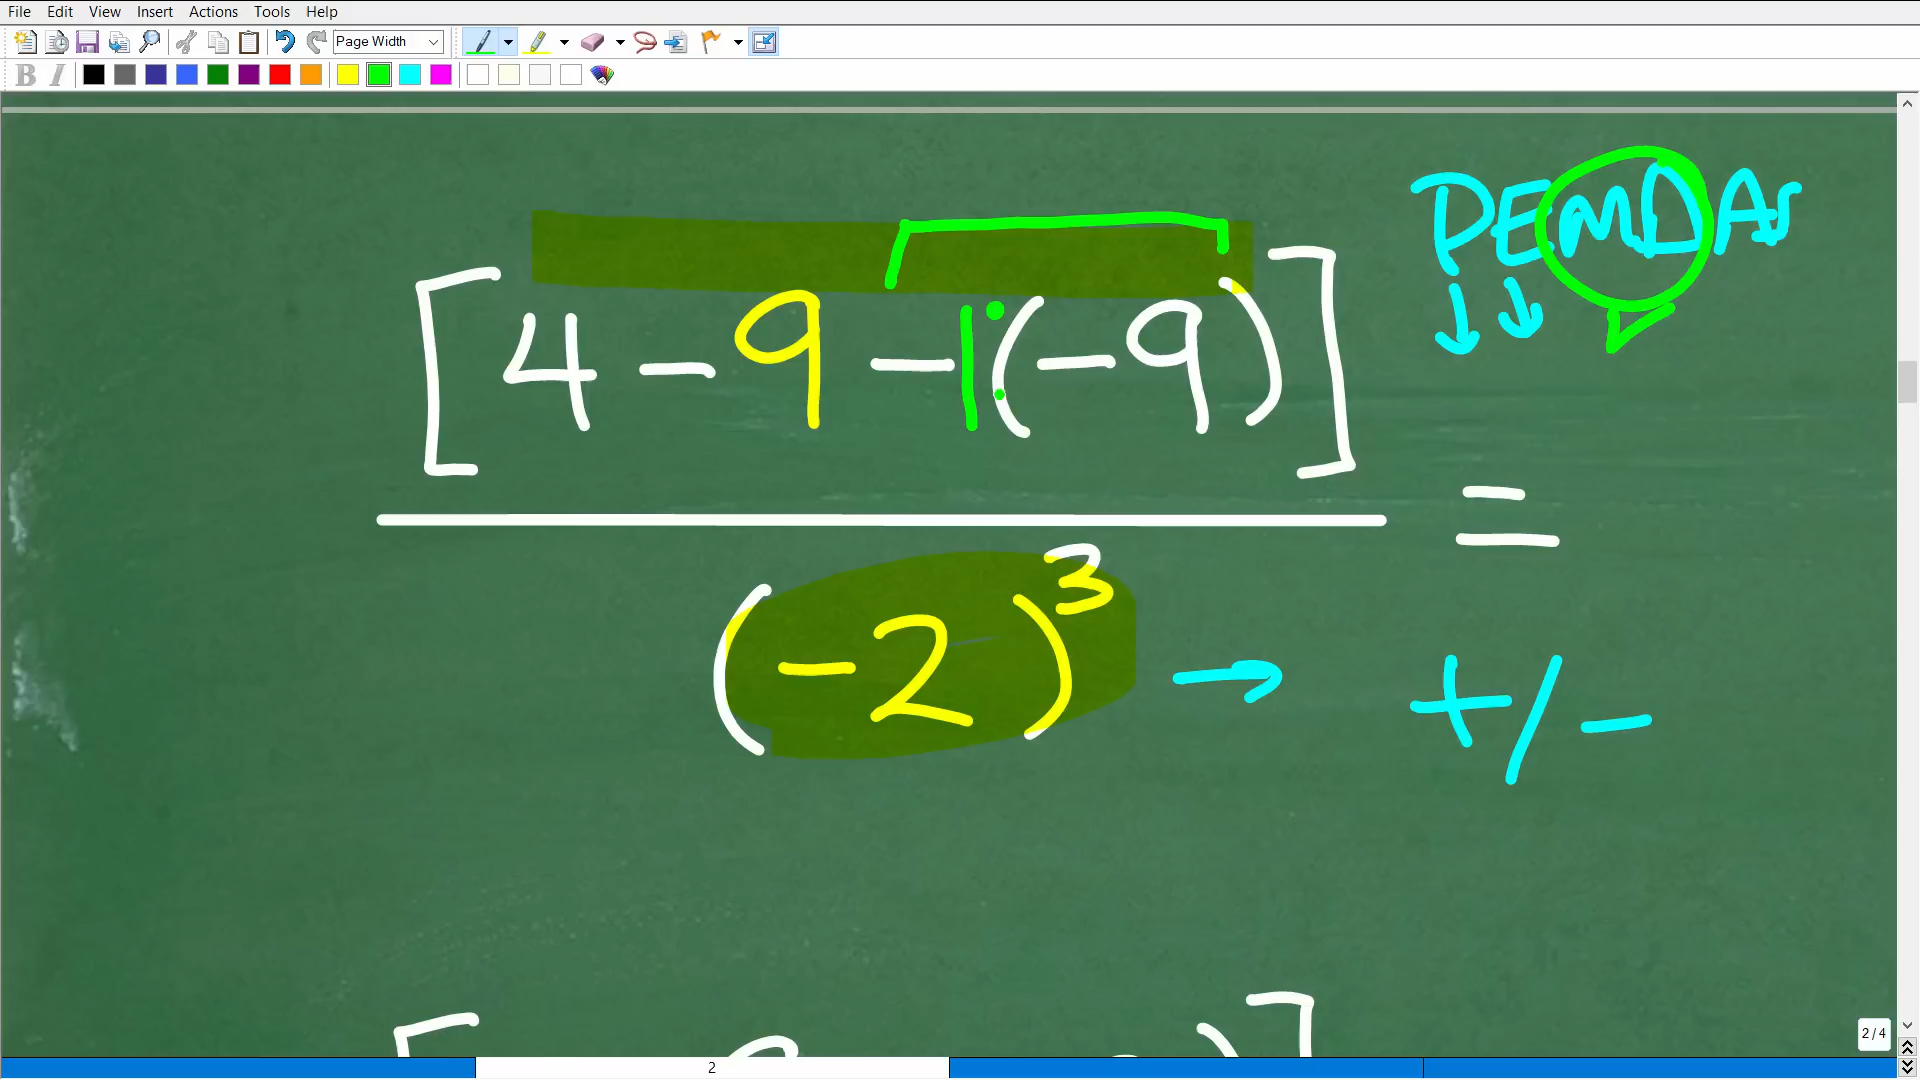 File Edit View Insert Actions Tools Help
Page Width
B I
PEMDAS
[4 - 9 - 1·(-9)]
=
(-2)³ → +/-
2/4
2